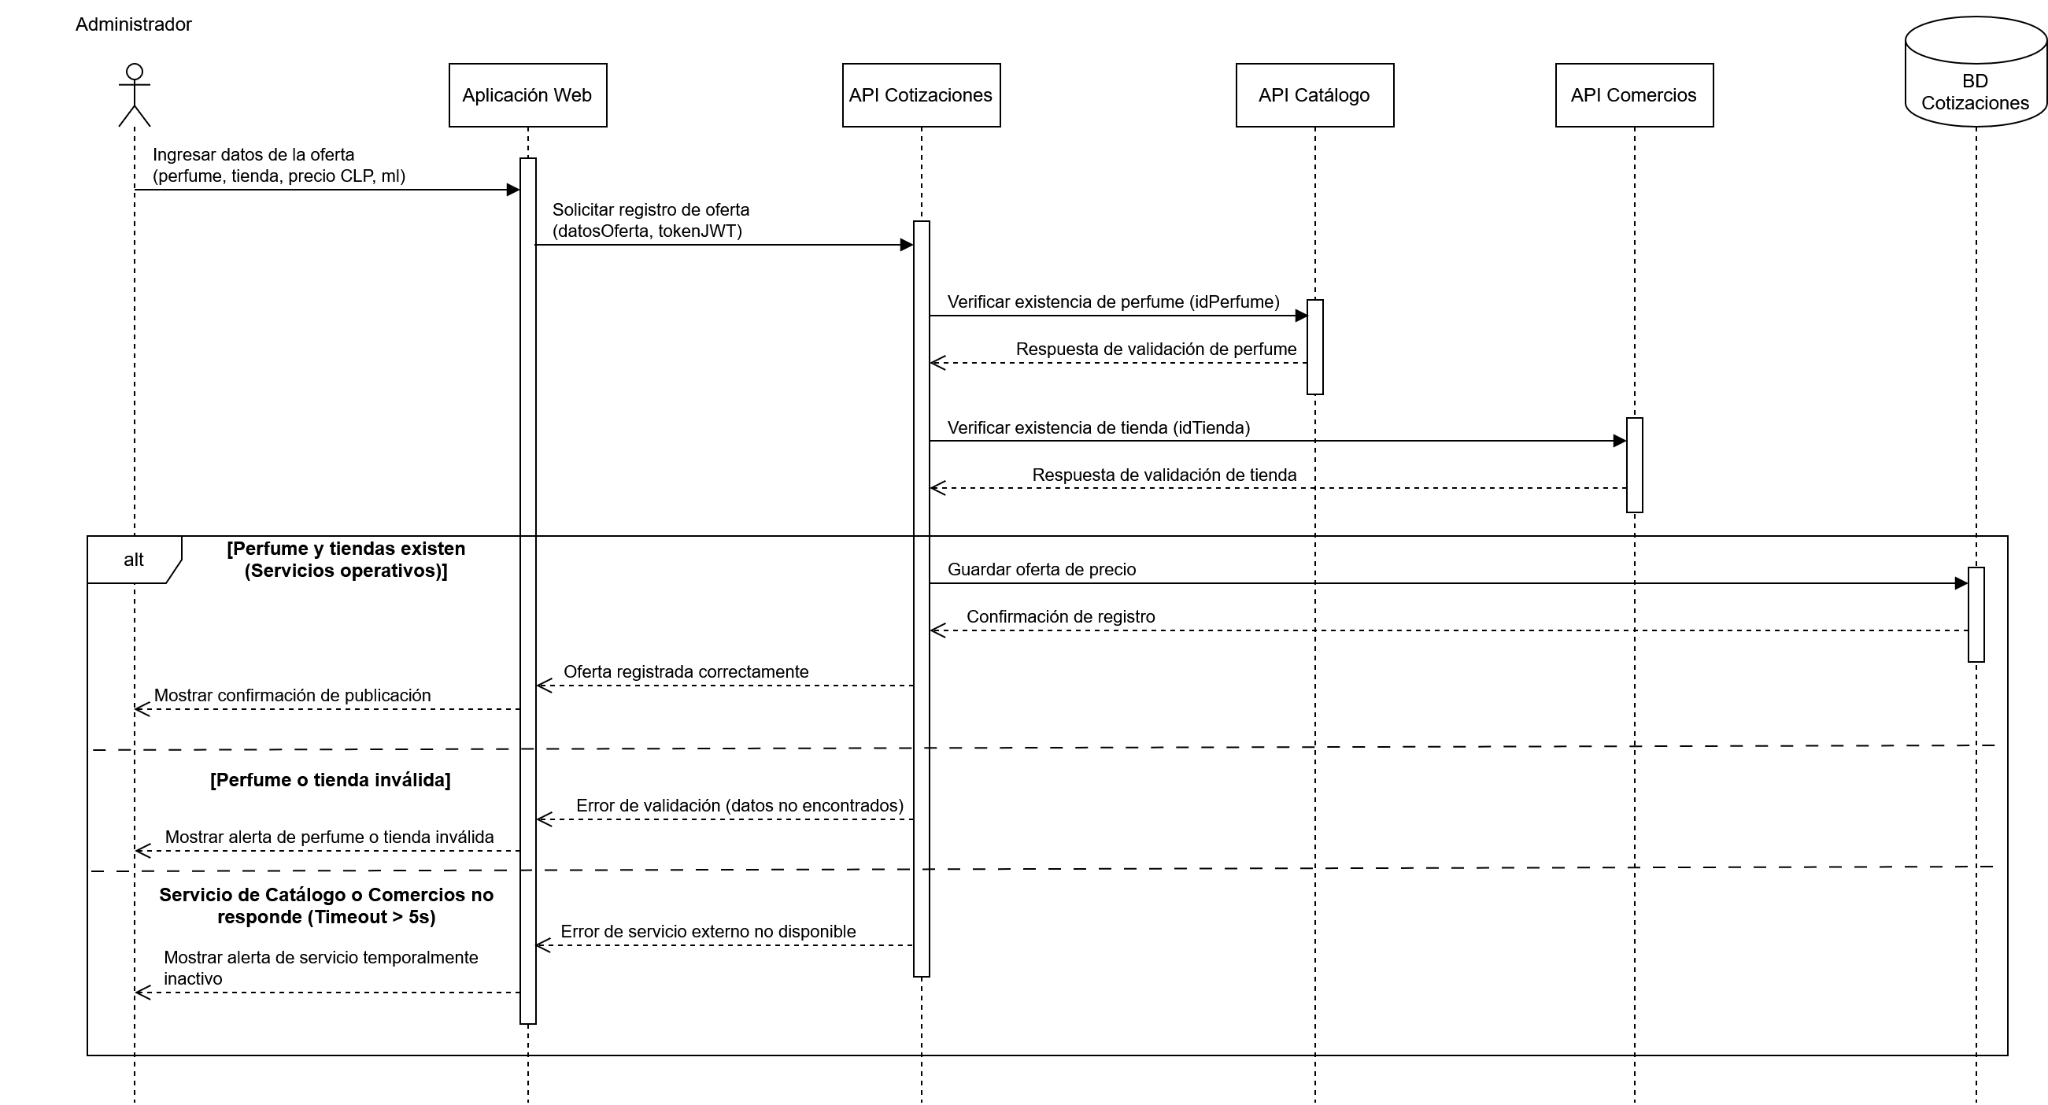 Administrador
Aplicación Web
API Cotizaciones
API Catálogo
API Comercios
BD
Cotizaciones
Ingresar datos de la oferta
(perfume, tienda, precio CLP, ml)
Solicitar registro de oferta
(datosOferta, tokenJWT)
Verificar existencia de perfume (idPerfume)
Respuesta de validación de perfume
Verificar existencia de tienda (idTienda)
Respuesta de validación de tienda
alt
[Perfume y tiendas existen
(Servicios operativos)]
Guardar oferta de precio
Confirmación de registro
Oferta registrada correctamente
Mostrar confirmación de publicación
[Perfume o tienda inválida]
Error de validación (datos no encontrados)
Mostrar alerta de perfume o tienda inválida
Servicio de Catálogo o Comercios no
responde (Timeout > 5s)
Error de servicio externo no disponible
Mostrar alerta de servicio temporalmente
inactivo